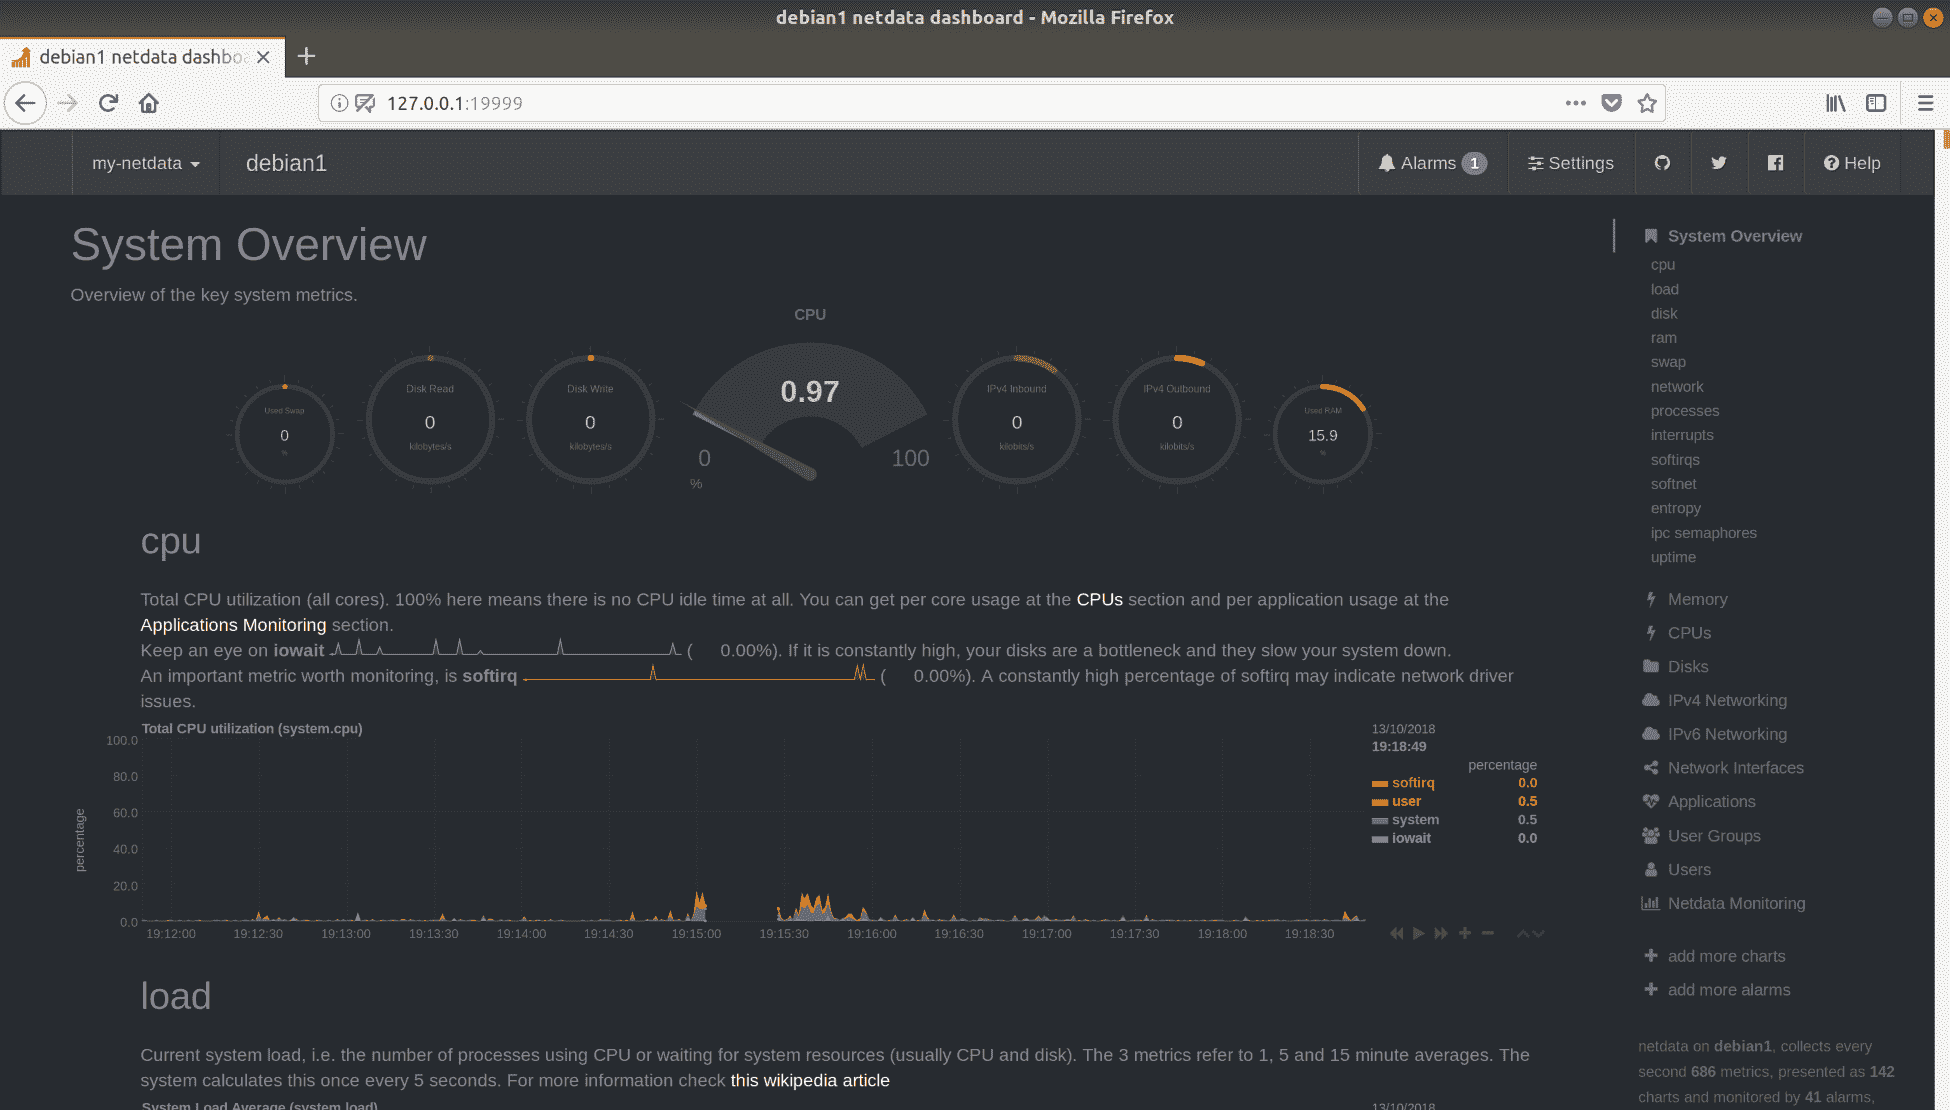 debian1 netdata dashboard - Mozilla Firefox
debian1 netdata dashboa
127.0.0.1:19999
my-netdata
debian1
Alarms 1
Settings
Help
System Overview
Overview of the key system metrics.
CPU
Used Swap
0
%
Disk Read
0
kilobytes/s
Disk Write
0
kilobytes/s
0.97
0
100
%
IPv4 Inbound
0
kilobits/s
IPv4 Outbound
0
kilobits/s
Used RAM
15.9
%
cpu
Total CPU utilization (all cores). 100% here means there is no CPU idle time at all. You can get per core usage at the CPUs section and per application usage at the
Applications Monitoring section.
Keep an eye on iowait ( 0.00%). If it is constantly high, your disks are a bottleneck and they slow your system down.
An important metric worth monitoring, is softirq ( 0.00%). A constantly high percentage of softirq may indicate network driver
issues.
Total CPU utilization (system.cpu)
percentage
100.0
80.0
60.0
40.0
20.0
0.0
19:12:00 19:12:30 19:13:00 19:13:30 19:14:00 19:14:30 19:15:00 19:15:30 19:16:00 19:16:30 19:17:00 19:17:30 19:18:00 19:18:30
13/10/2018
19:18:49
percentage
softirq 0.0
user 0.5
system 0.5
iowait 0.0
load
Current system load, i.e. the number of processes using CPU or waiting for system resources (usually CPU and disk). The 3 metrics refer to 1, 5 and 15 minute averages. The
system calculates this once every 5 seconds. For more information check this wikipedia article
System Load Average (system.load)
13/10/2018
System Overview
cpu
load
disk
ram
swap
network
processes
interrupts
softirqs
softnet
entropy
ipc semaphores
uptime
Memory
CPUs
Disks
IPv4 Networking
IPv6 Networking
Network Interfaces
Applications
User Groups
Users
Netdata Monitoring
add more charts
add more alarms
netdata on debian1, collects every
second 686 metrics, presented as 142
charts and monitored by 41 alarms,